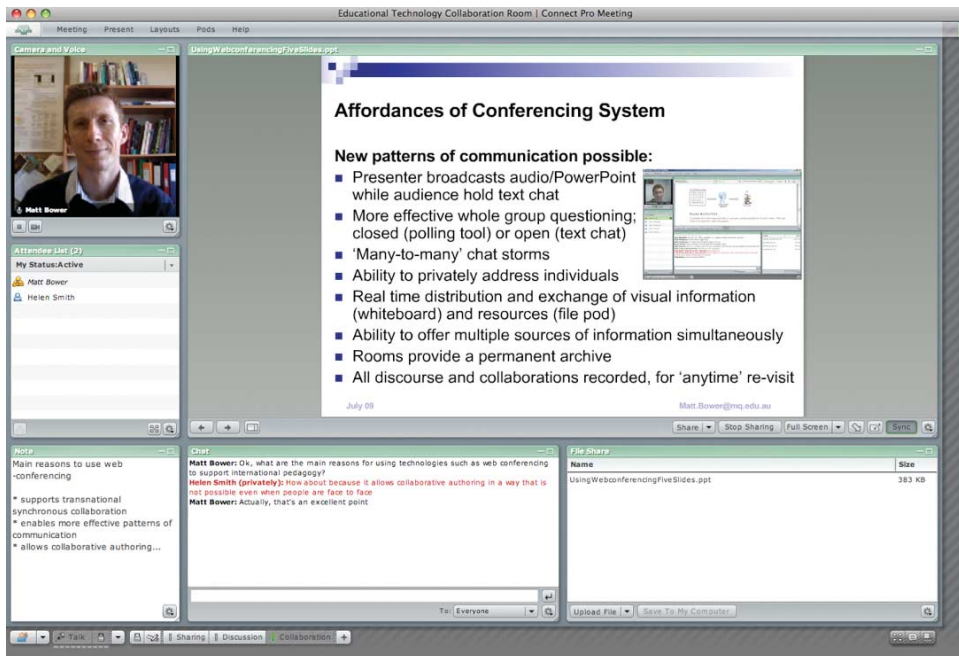 Educational Technology Collaboration Room | Connect Pro Meeting
Meeting Present Layouts Pods Help
Camera and Voice
Matt Bower
Attendee List (2)
My Status:Active
Matt Bower
Helen Smith
UsingWebconferencingFiveSlides.ppt
Affordances of Conferencing System
New patterns of communication possible:
Presenter broadcasts audio/PowerPoint
while audience hold text chat
More effective whole group questioning;
closed (polling tool) or open (text chat)
‘Many-to-many’ chat storms
Ability to privately address individuals
Real time distribution and exchange of visual information
(whiteboard) and resources (file pod)
Ability to offer multiple sources of information simultaneously
Rooms provide a permanent archive
All discourse and collaborations recorded, for ‘anytime’ re-visit
July 09 Matt.Bower@mq.edu.au
Share Stop Sharing Full Screen Sync
Note
Main reasons to use web
-conferencing
* supports transnational
synchronous collaboration
* enables more effective patterns of
communication
* allows collaborative authoring...
Chat
Matt Bower: Ok, what are the main reasons for using technologies such as web conferencing
to support international pedagogy?
Helen Smith (privately): How about because it allows collaborative authoring in a way that is
not possible even when people are face to face
Matt Bower: Actually, that's an excellent point
To: Everyone
File Share
Name Size
UsingWebconferencingFiveSlides.ppt 383 KB
Upload File Save To My Computer
Talk Sharing Discussion Collaboration +